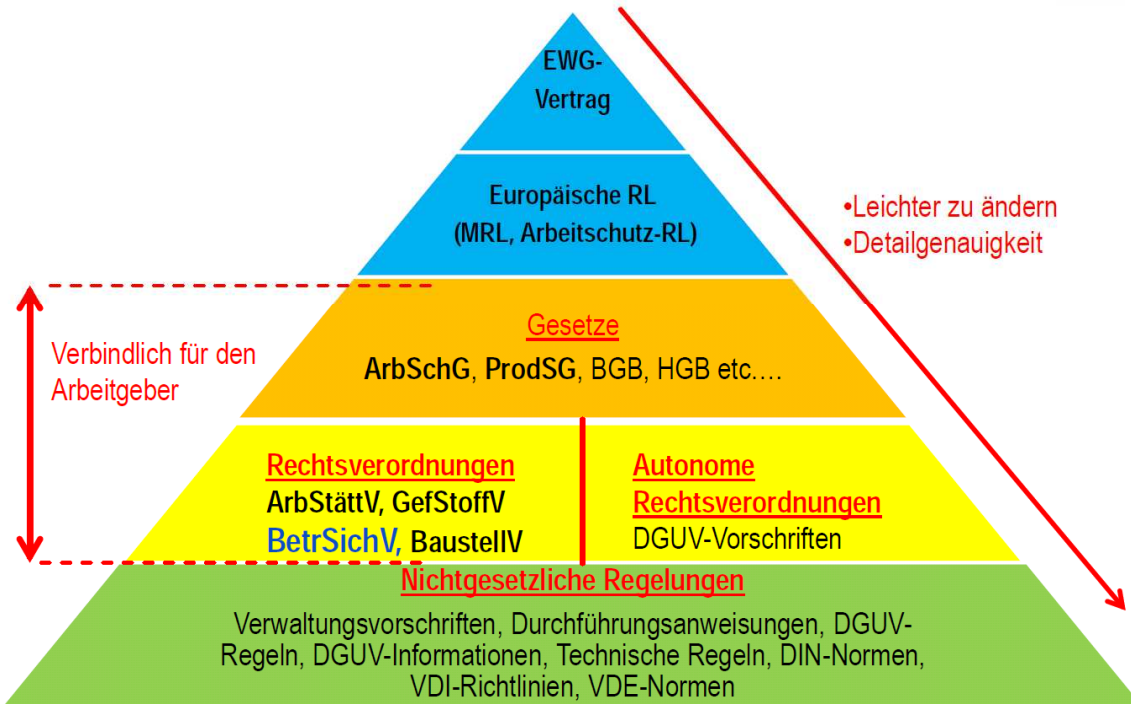 EWG-
Vertrag
Europäische RL
(MRL, Arbeitschutz-RL)
•Leichter zu ändern
•Detailgenauigkeit
Verbindlich für den
Arbeitgeber
Gesetze
ArbSchG, ProdSG, BGB, HGB etc.…
Rechtsverordnungen
ArbStättV, GefStoffV
BetrSichV, BaustellV
Autonome
Rechtsverordnungen
DGUV-Vorschriften
Nichtgesetzliche Regelungen
Verwaltungsvorschriften, Durchführungsanweisungen, DGUV-
Regeln, DGUV-Informationen, Technische Regeln, DIN-Normen,
VDI-Richtlinien, VDE-Normen